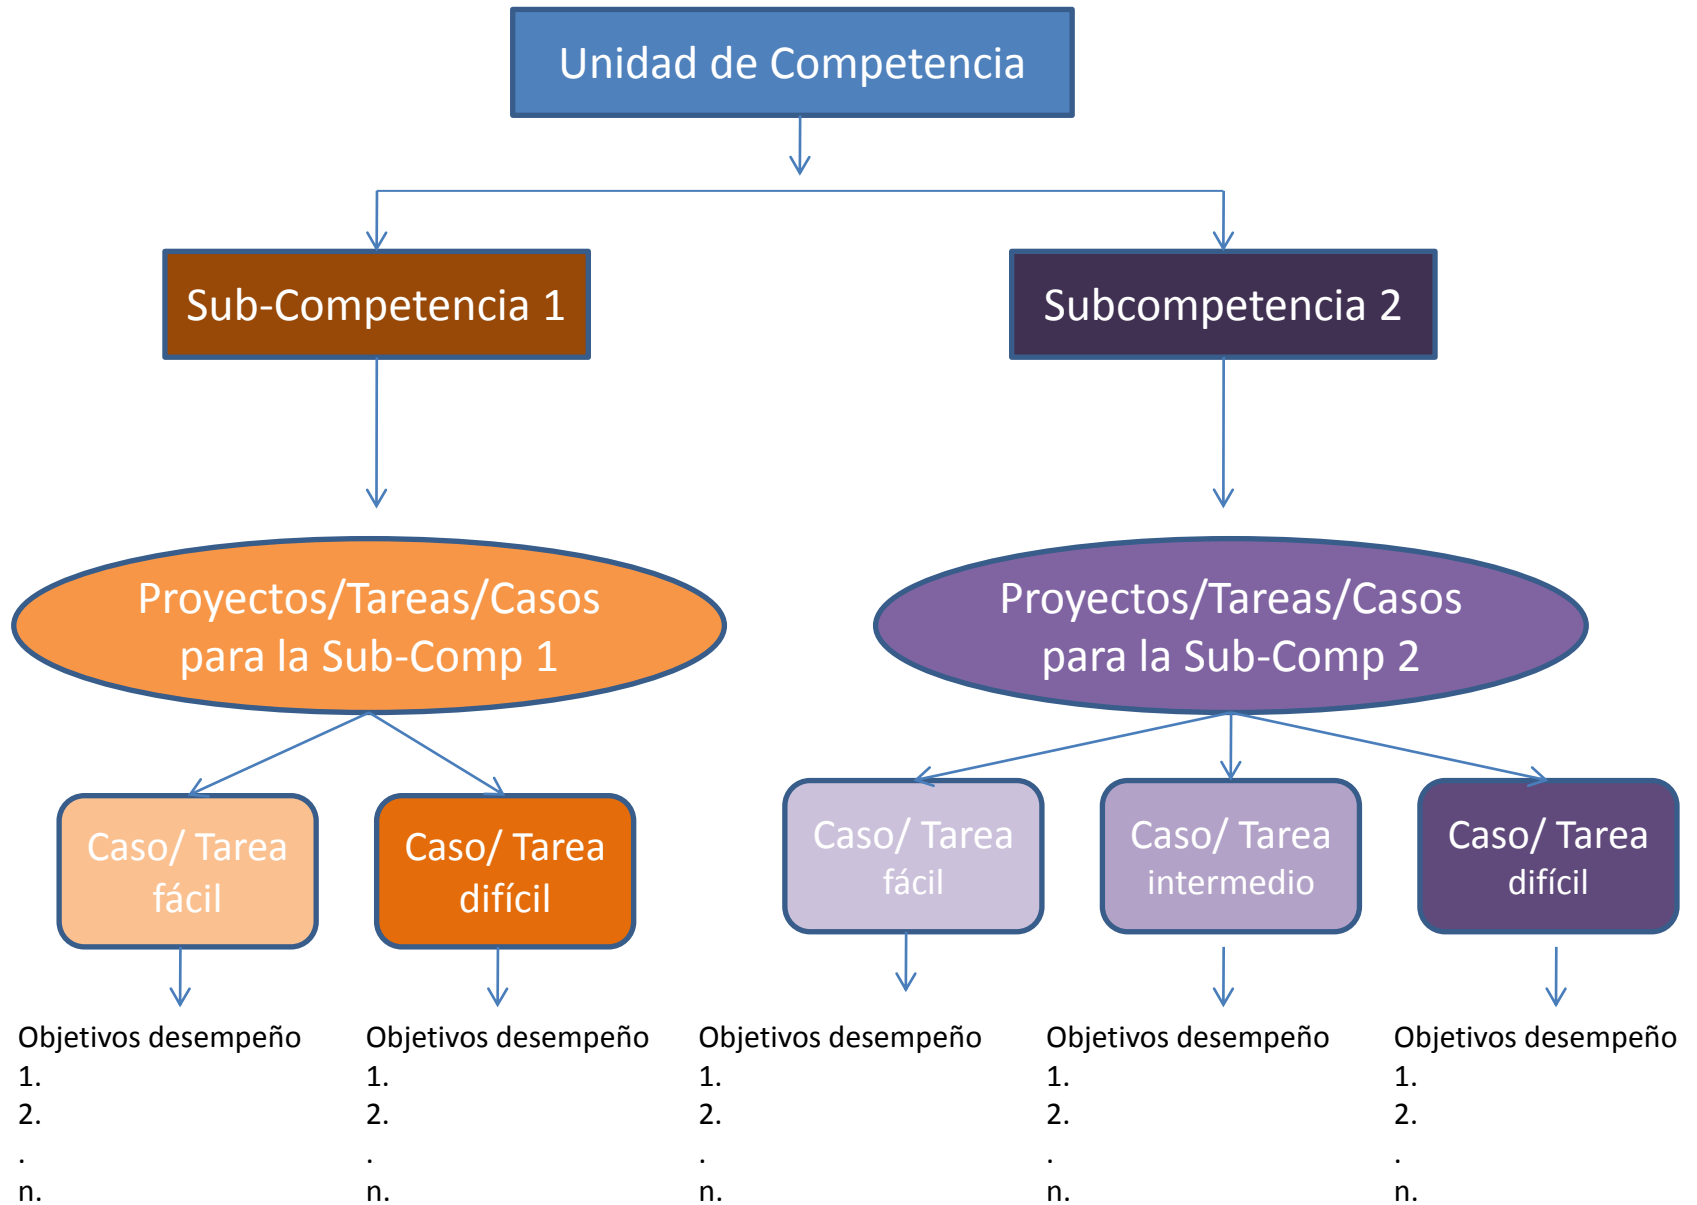 Unidad de Competencia
Sub-Competencia 1
Subcompetencia 2
Proyectos/Tareas/Casos
para la Sub-Comp 1
Proyectos/Tareas/Casos
para la Sub-Comp 2
Caso/ Tarea
fácil
Caso/ Tarea
difícil
Caso/ Tarea
fácil
Caso/ Tarea
intermedio
Caso/ Tarea
difícil
Objetivos desempeño
1.
2.
.
n.
Objetivos desempeño
1.
2.
.
n.
Objetivos desempeño
1.
2.
.
n.
Objetivos desempeño
1.
2.
.
n.
Objetivos desempeño
1.
2.
.
n.